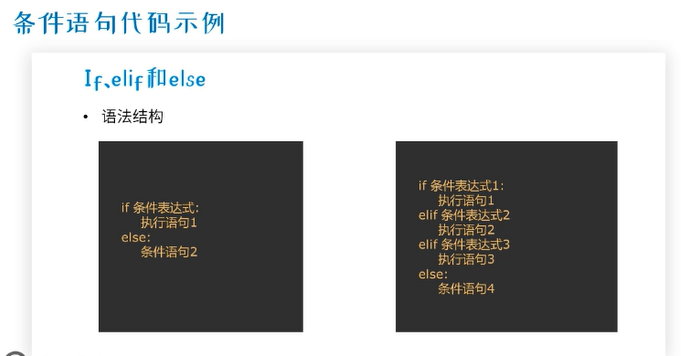 条件语句代码示例
If、elif和else
• 语法结构
if 条件表达式:
执行语句1
else:
条件语句2
if 条件表达式1:
执行语句1
elif 条件表达式2
执行语句2
elif 条件表达式3
执行语句3
else:
条件语句4